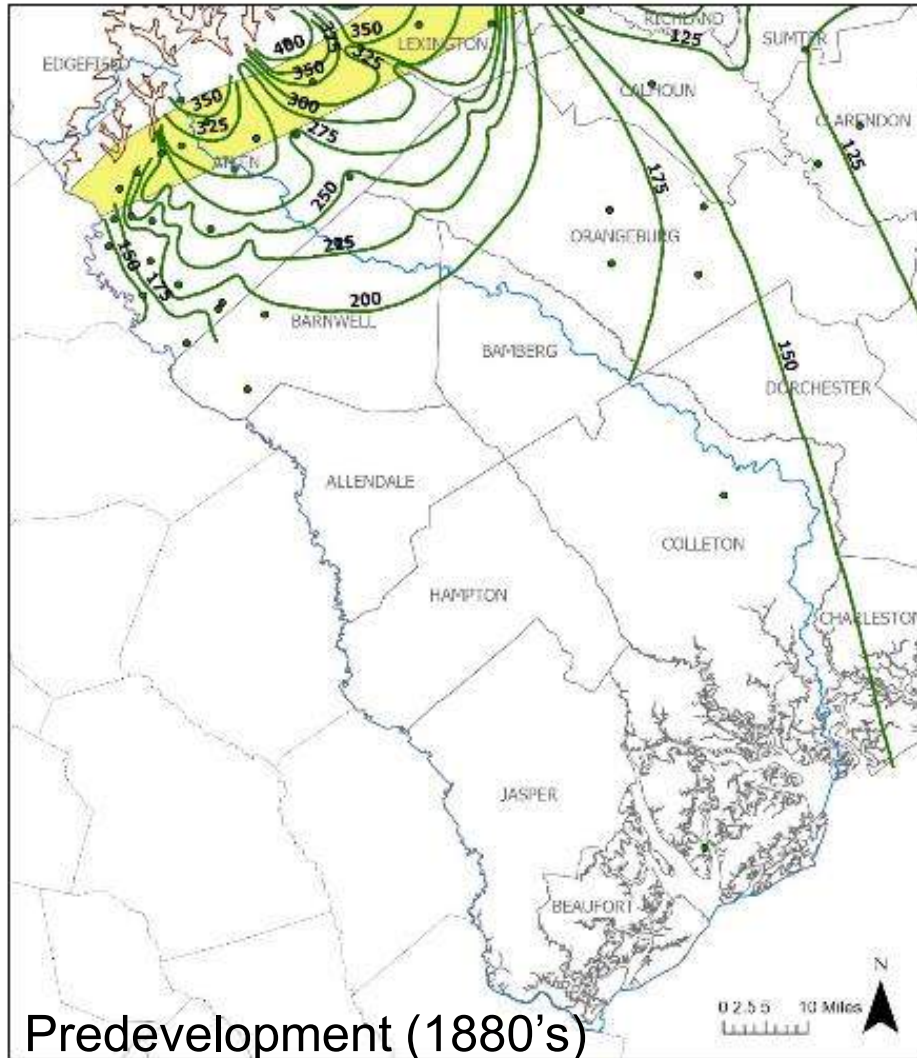 RICHLAND
350
LEXINGTON
125
SUMTER
400
EDGEFIELD
325
350
CALHOUN
350
300
CLARENDON
325
275
AIKEN
125
175
250
ORANGEBURG
225
150
175
200
BARNWELL
BAMBERG
150
DORCHESTER
ALLENDALE
COLLETON
HAMPTON
CHARLESTON
JASPER
BEAUFORT
N
0 2.5 5 10 Miles
Predevelopment (1880's)